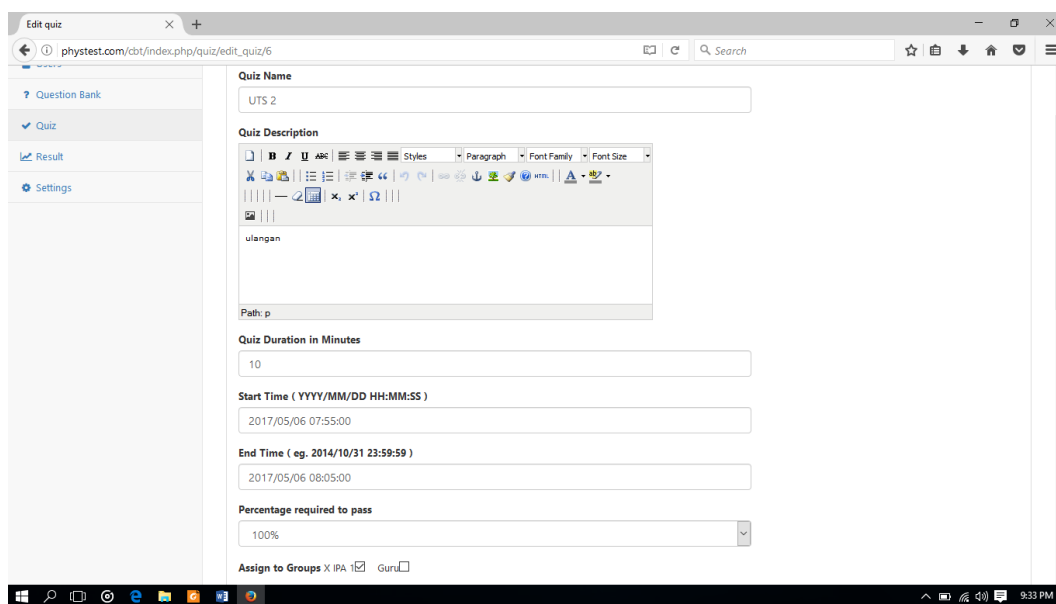 Edit quiz
phystest.com/cbt/index.php/quiz/edit_quiz/6
Search
Question Bank
Quiz
Result
Settings
Quiz Name
UTS 2
Quiz Description
B I U ABC Styles Paragraph Font Family Font Size
HTML A ab
x, x² Ω
ulangan
Path: p
Quiz Duration in Minutes
10
Start Time ( YYYY/MM/DD HH:MM:SS )
2017/05/06 07:55:00
End Time ( eg. 2014/10/31 23:59:59 )
2017/05/06 08:05:00
Percentage required to pass
100%
Assign to Groups X IPA 1 Guru
9:33 PM